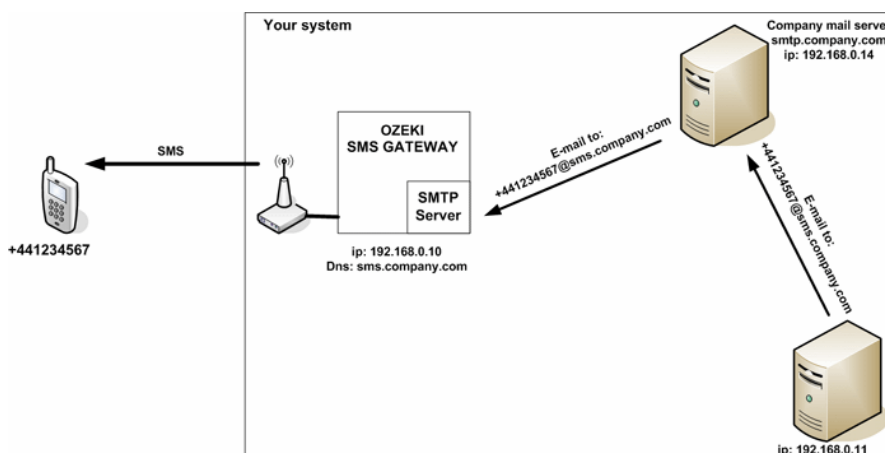 Your system
Company mail server
smtp.company.com
ip: 192.168.0.14
OZEKI
SMS GATEWAY
SMTP
Server
SMS
E-mail to:
+441234567@sms.company.com
E-mail to:
+441234567@sms.company.com
+441234567
ip: 192.168.0.10
Dns: sms.company.com
ip: 192.168.0.11